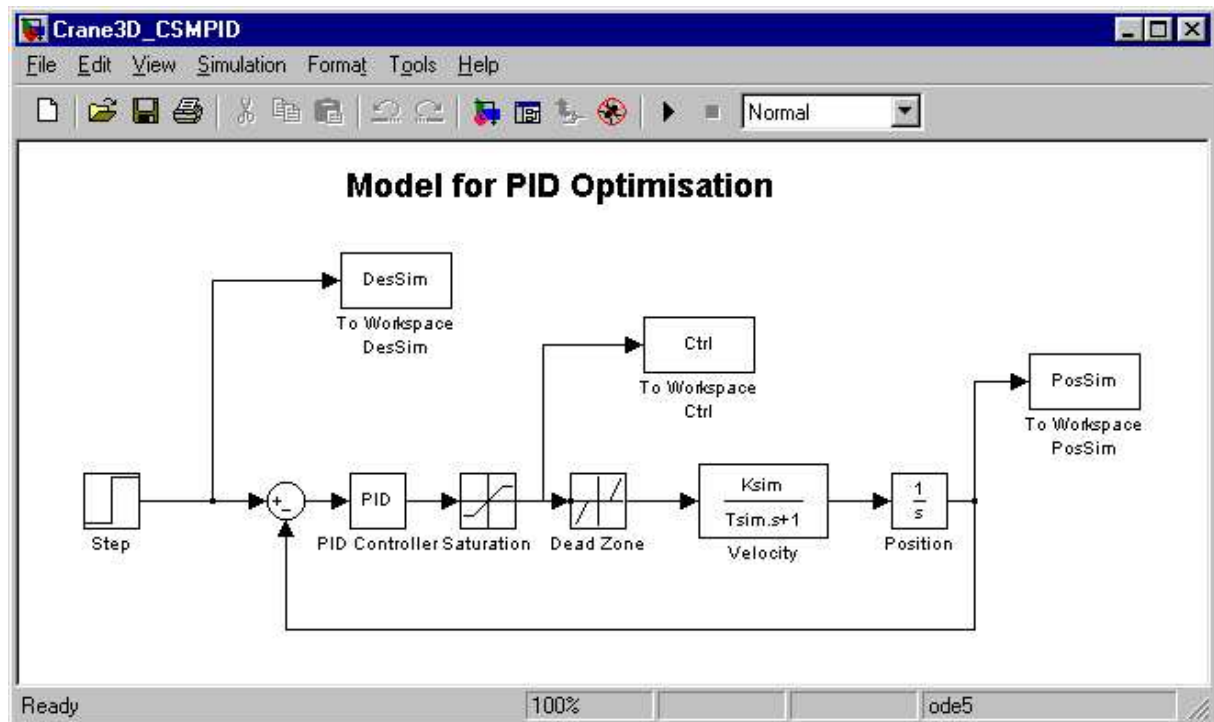 Crane3D_CSMPID
File Edit View Simulation Format Tools Help
Normal
Model for PID Optimisation
DesSim
To Workspace
DesSim
Ctrl
To Workspace
Ctrl
PosSim
To Workspace
PosSim
Step
+
-
PID
PID Controller
Saturation
Dead Zone
Ksim
Tsim.s+1
Velocity
1
s
Position
Ready 100% ode5